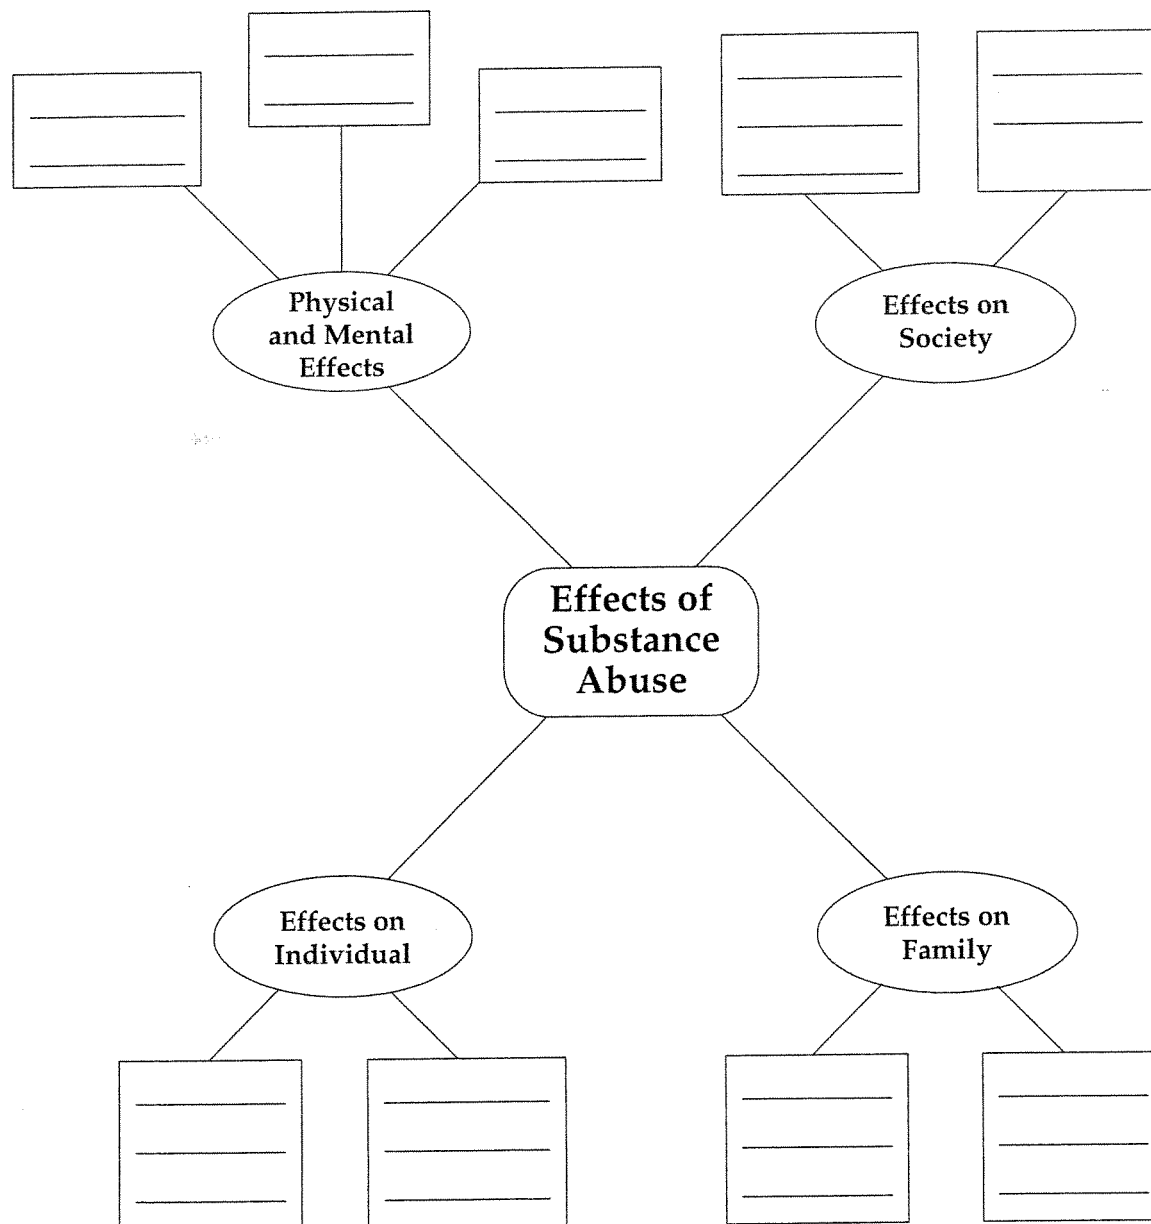 Physical
and Mental
Effects
Effects on
Society
Effects of
Substance
Abuse
Effects on
Individual
Effects on
Family